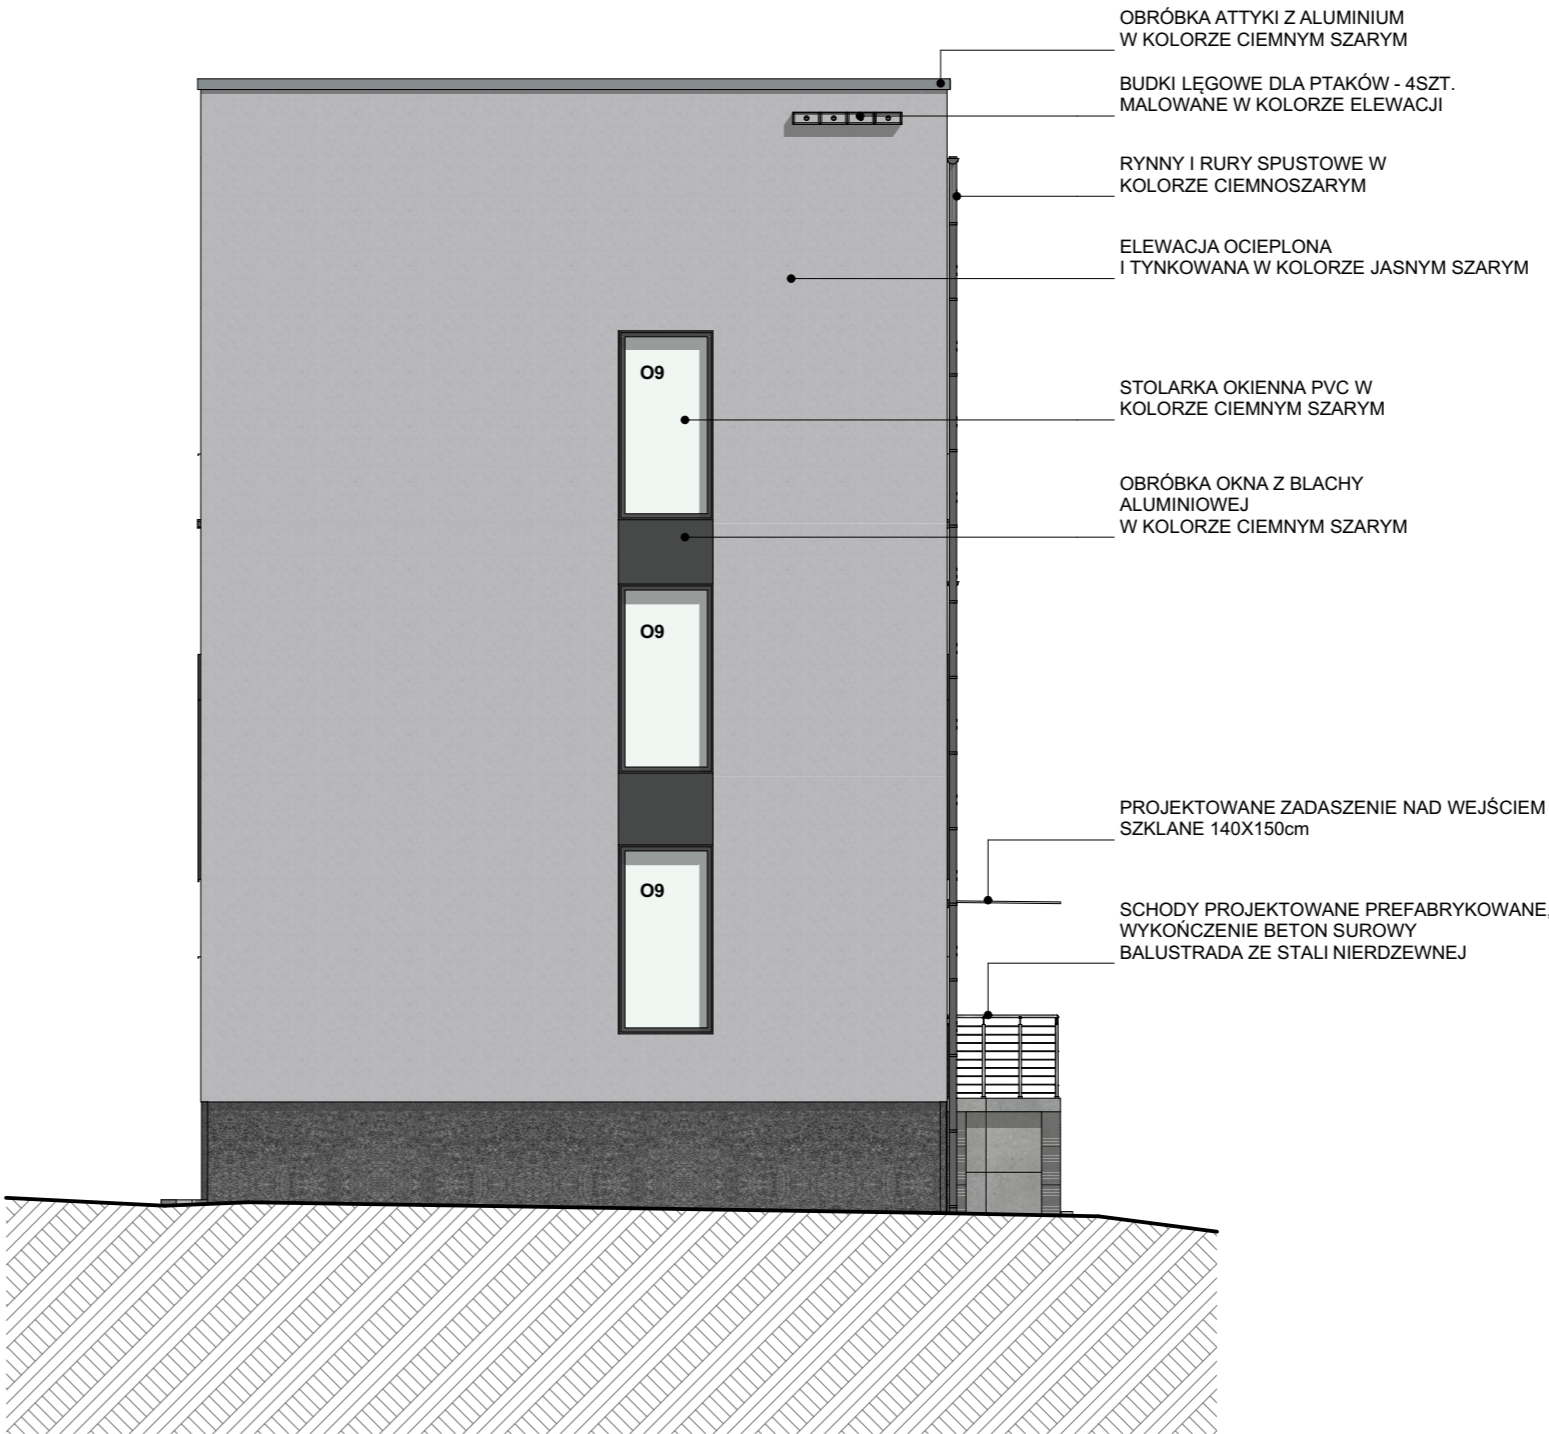 OBRÓBKA ATTYKI Z ALUMINIUM
W KOLORZE CIEMNYM SZARYM
BUDKI LĘGOWE DLA PTAKÓW - 4SZT.
MALOWANE W KOLORZE ELEWACJI
RYNNY I RURY SPUSTOWE W
KOLORZE CIEMNOSZARYM
ELEWACJA OCIEPLONA
I TYNKOWANA W KOLORZE JASNYM SZARYM
O9
STOLARKA OKIENNA PVC W
KOLORZE CIEMNYM SZARYM
OBRÓBKA OKNA Z BLACHY
ALUMINIOWEJ
W KOLORZE CIEMNYM SZARYM
O9
PROJEKTOWANE ZADASZENIE NAD WEJŚCIEM
SZKLANE 140X150cm
O9
SCHODY PROJEKTOWANE PREFABRYKOWANE,
WYKOŃCZENIE BETON SUROWY
BALUSTRADA ZE STALI NIERDZEWNEJ